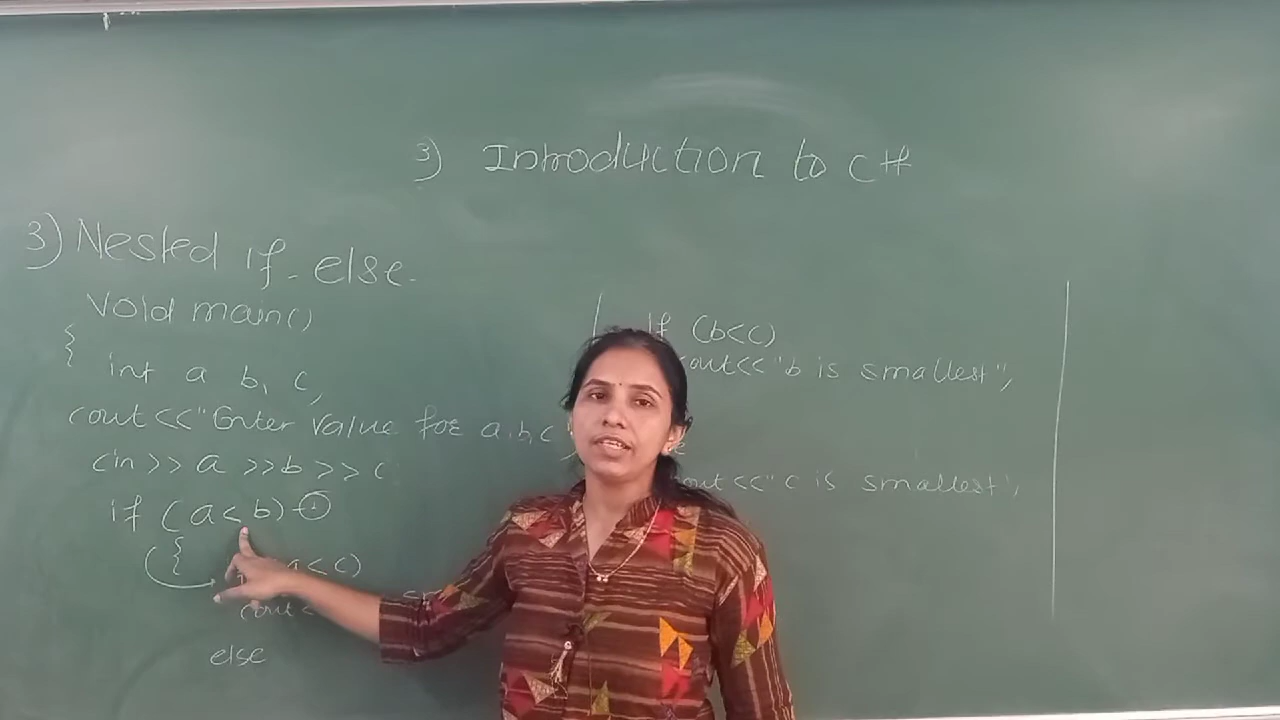 3) Introduction to C#
3) Nested if-else.
Void main()
{
int a b, c,
cout<<"Enter Value for a,b,c
cin>> a >>b >>c
if (a<b) -①
{
a<c)
cout<
else
If (b<c)
cout<<"b is smallest",
cout<<"c is smallest",